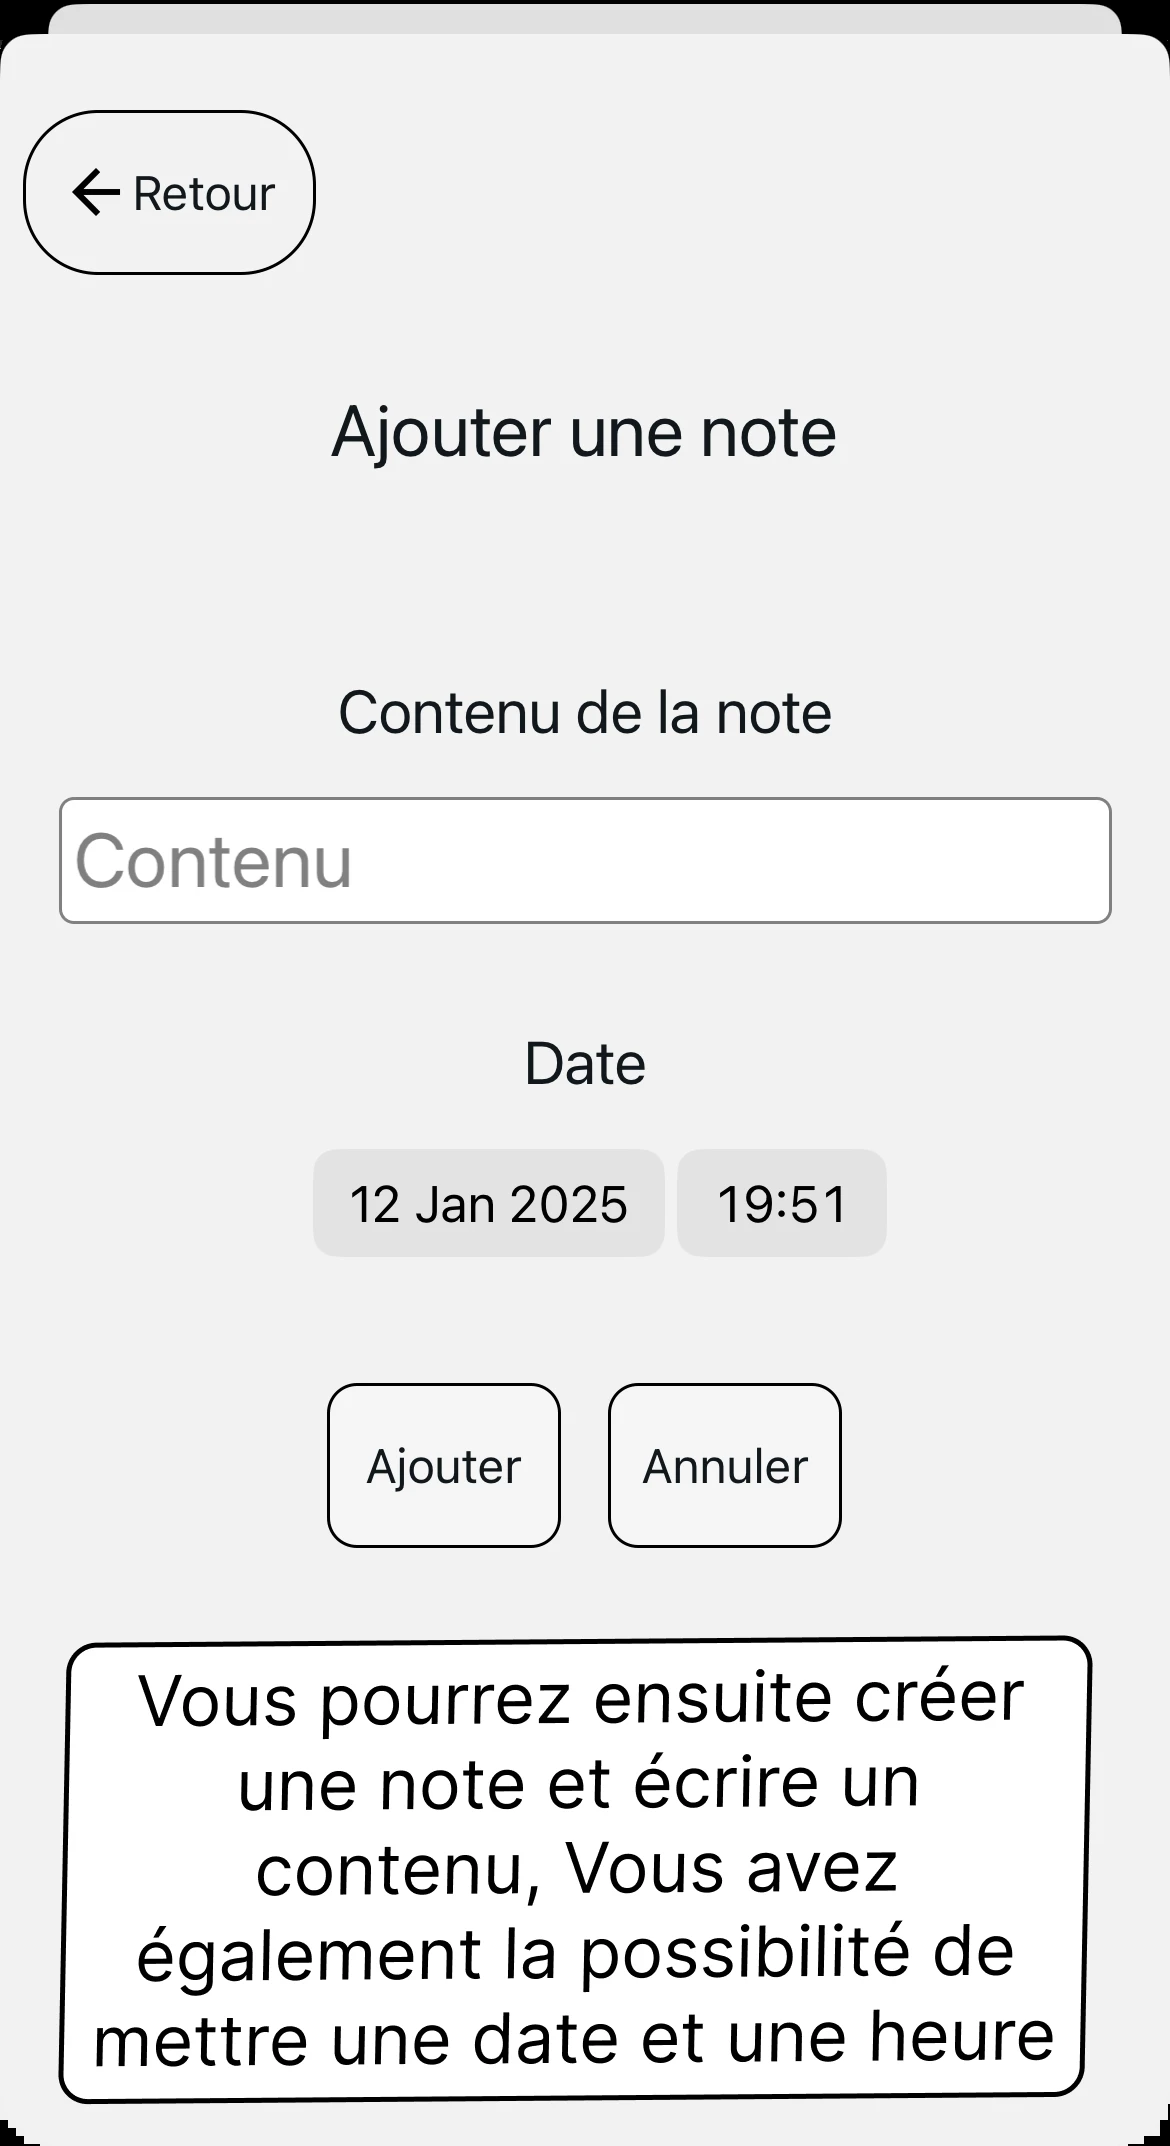 Retour
Ajouter une note
Contenu de la note
Contenu
Date
12 Jan 2025 19:51
Ajouter Annuler
Vous pourrez ensuite créer
une note et écrire un
contenu, Vous avez
également la possibilité de
mettre une date et une heure